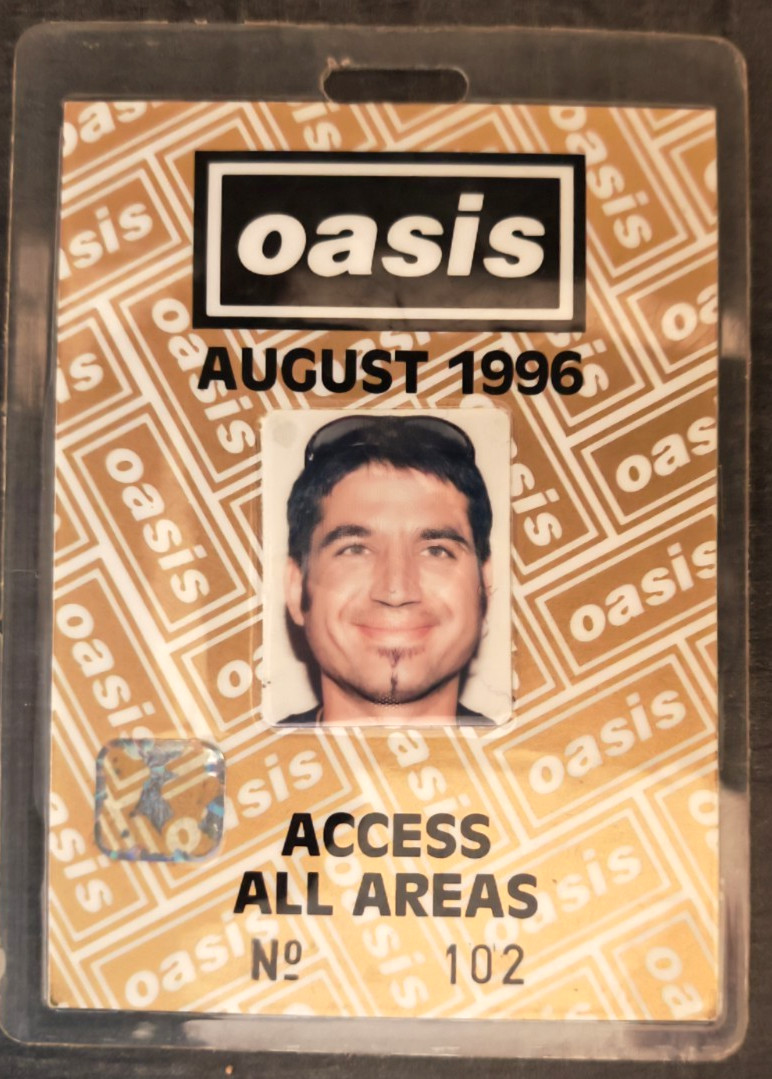 oasis
AUGUST 1996
ACCESS
ALL AREAS
Nº 102